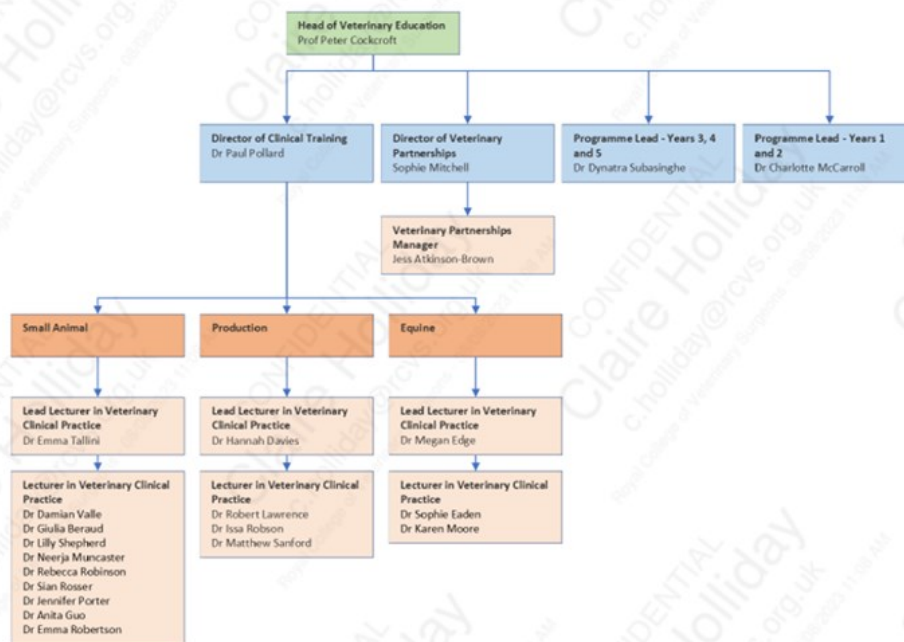 Head of Veterinary Education
Prof Peter Cockcroft
Director of Clinical Training
Dr Paul Pollard
Director of Veterinary
Partnerships
Sophie Mitchell
Programme Lead - Years 3, 4
and 5
Dr Dynatra Subasinghe
Programme Lead - Years 1
and 2
Dr Charlotte McCarroll
Veterinary Partnerships
Manager
Jess Atkinson-Brown
Small Animal
Production
Equine
Lead Lecturer in Veterinary
Clinical Practice
Dr Emma Tallini
Lead Lecturer in Veterinary
Clinical Practice
Dr Hannah Davies
Lead Lecturer in Veterinary
Clinical Practice
Dr Megan Edge
Lecturer in Veterinary Clinical
Practice
Dr Damian Valle
Dr Giulia Beraud
Dr Lilly Shepherd
Dr Neerja Muncaster
Dr Rebecca Robinson
Dr Sian Rosser
Dr Jennifer Porter
Dr Anita Guo
Dr Emma Robertson
Lecturer in Veterinary Clinical
Practice
Dr Robert Lawrence
Dr Issa Robson
Dr Matthew Sanford
Lecturer in Veterinary Clinical
Practice
Dr Sophie Eaden
Dr Karen Moore
CONFIDENTIAL
Claire Holliday
c.holliday@rcvs.org.uk